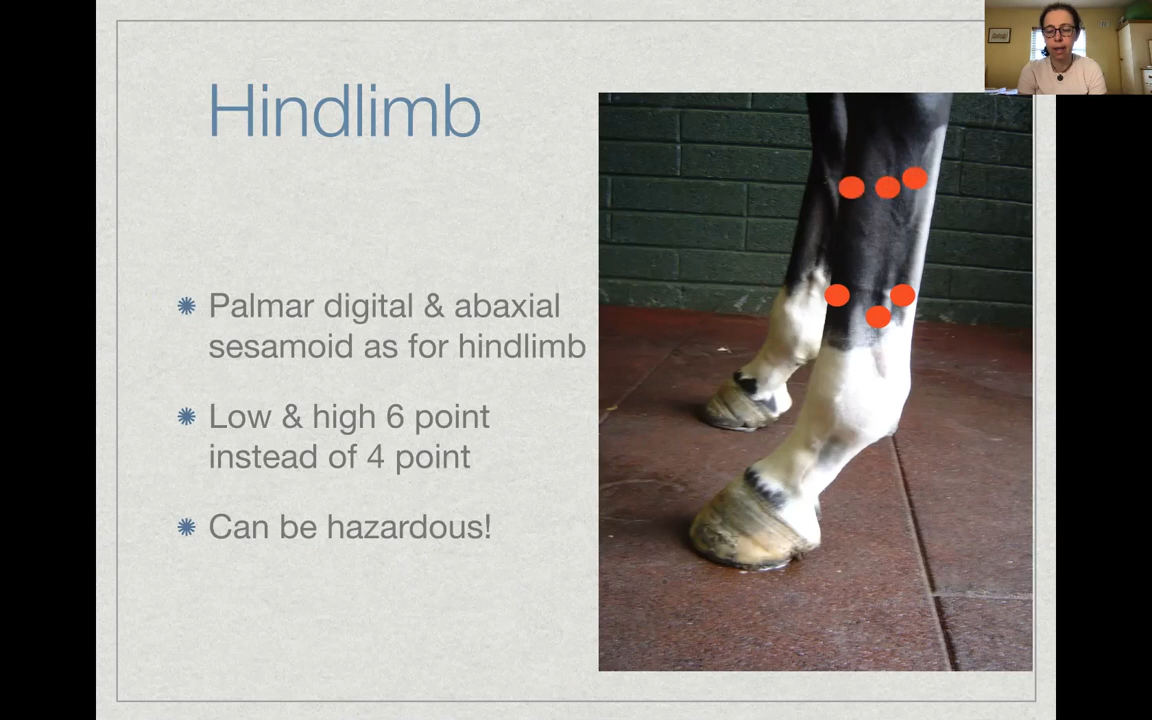 Hindlimb
Palmar digital & abaxial
sesamoid as for hindlimb
Low & high 6 point
instead of 4 point
Can be hazardous!